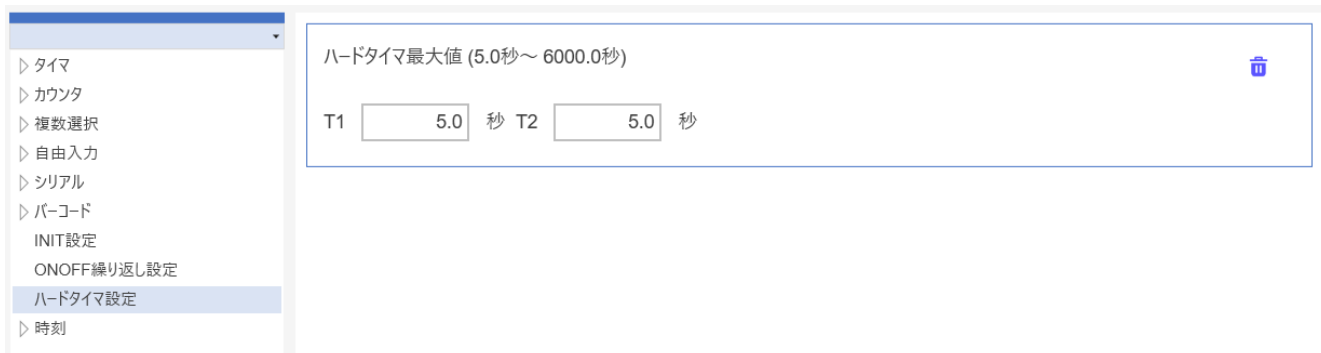 タイマ
カウンタ
複数選択
自由入力
シリアル
バーコード
INIT設定
ONOFF繰り返し設定
ハードタイマ設定
時刻
ハードタイマ最大値 (5.0秒～ 6000.0秒)
T1 5.0 秒 T2 5.0 秒